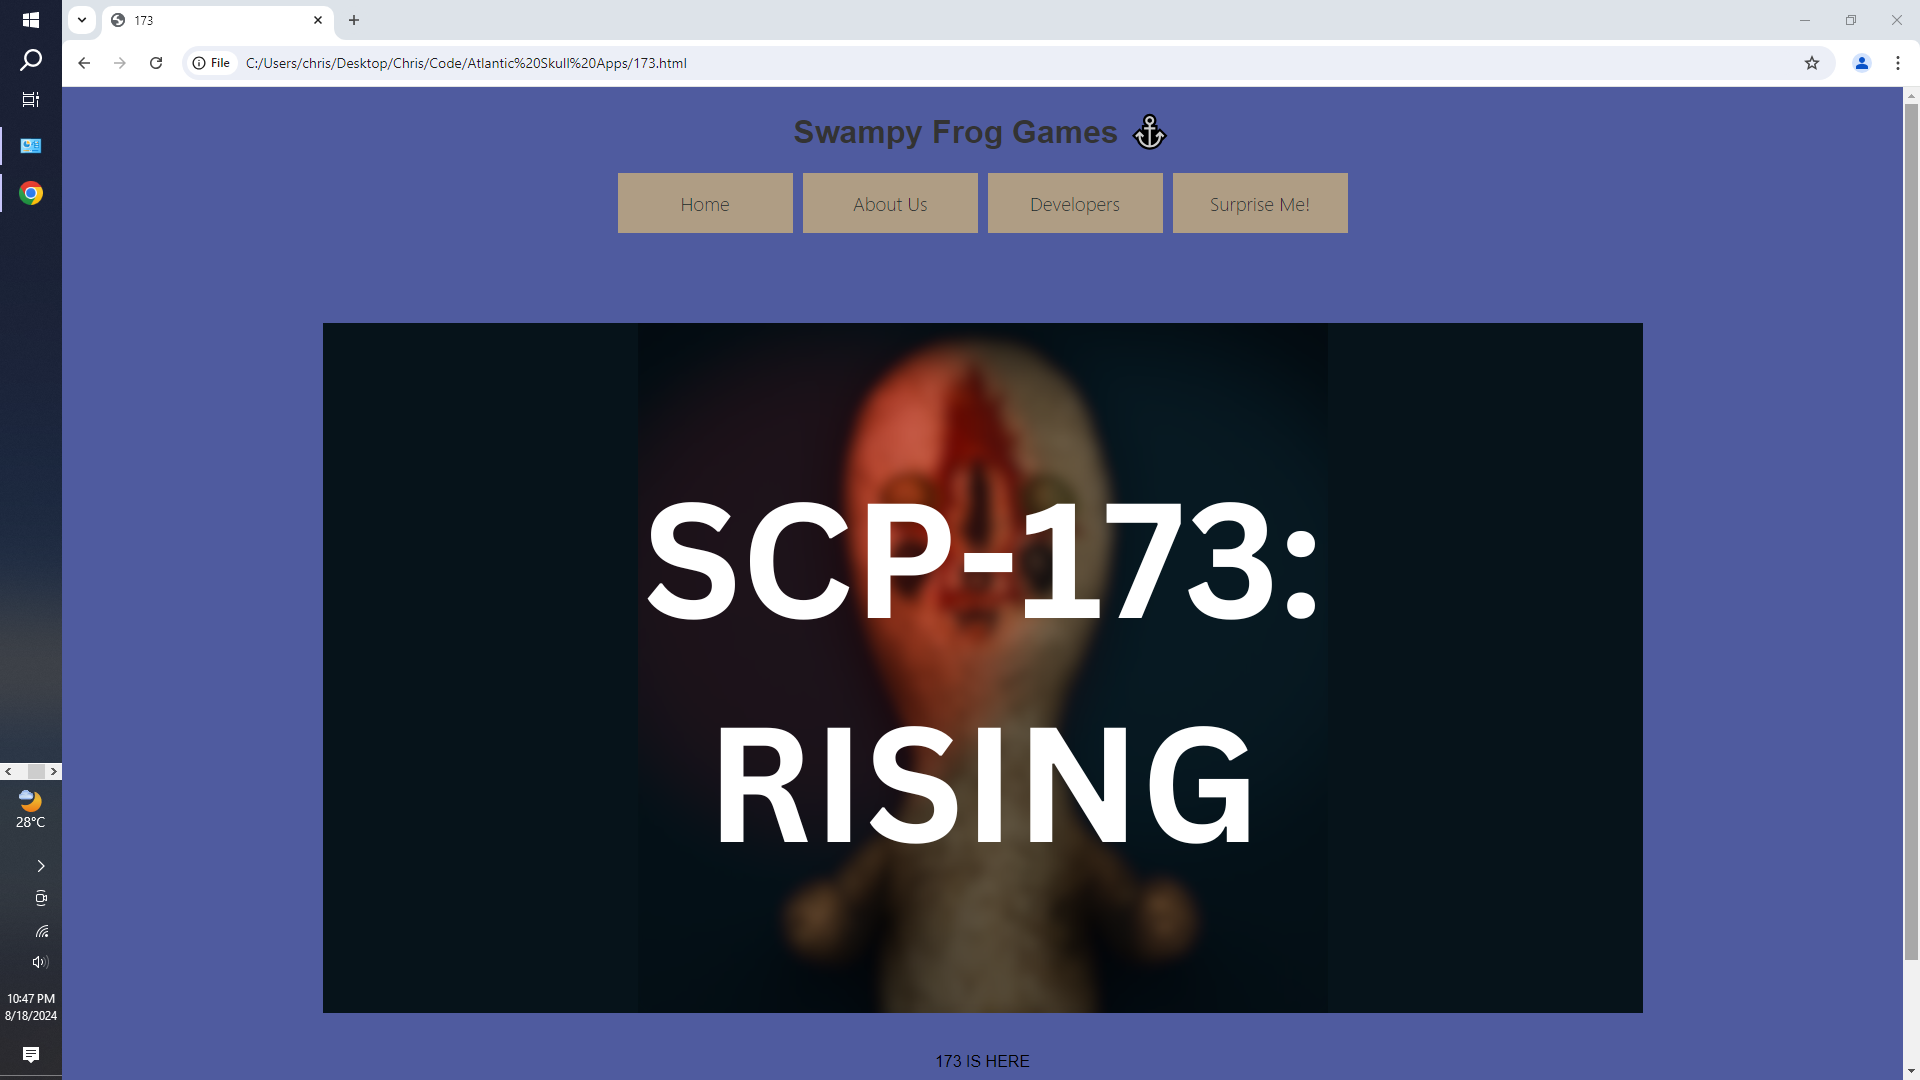 173
File
C:/Users/chris/Desktop/Chris/Code/Atlantic%20Skull%20Apps/173.html
Swampy Frog Games
Home
About Us
Developers
Surprise Me!
SCP-173:
RISING
173 IS HERE
28°C
10:47 PM
8/18/2024